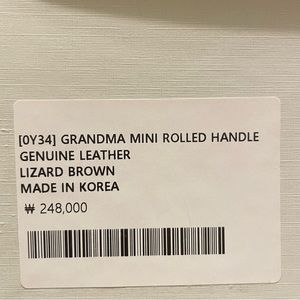 [0Y34] GRANDMA MINI ROLLED HANDLE
GENUINE LEATHER
LIZARD BROWN
MADE IN KOREA
₩ 248,000